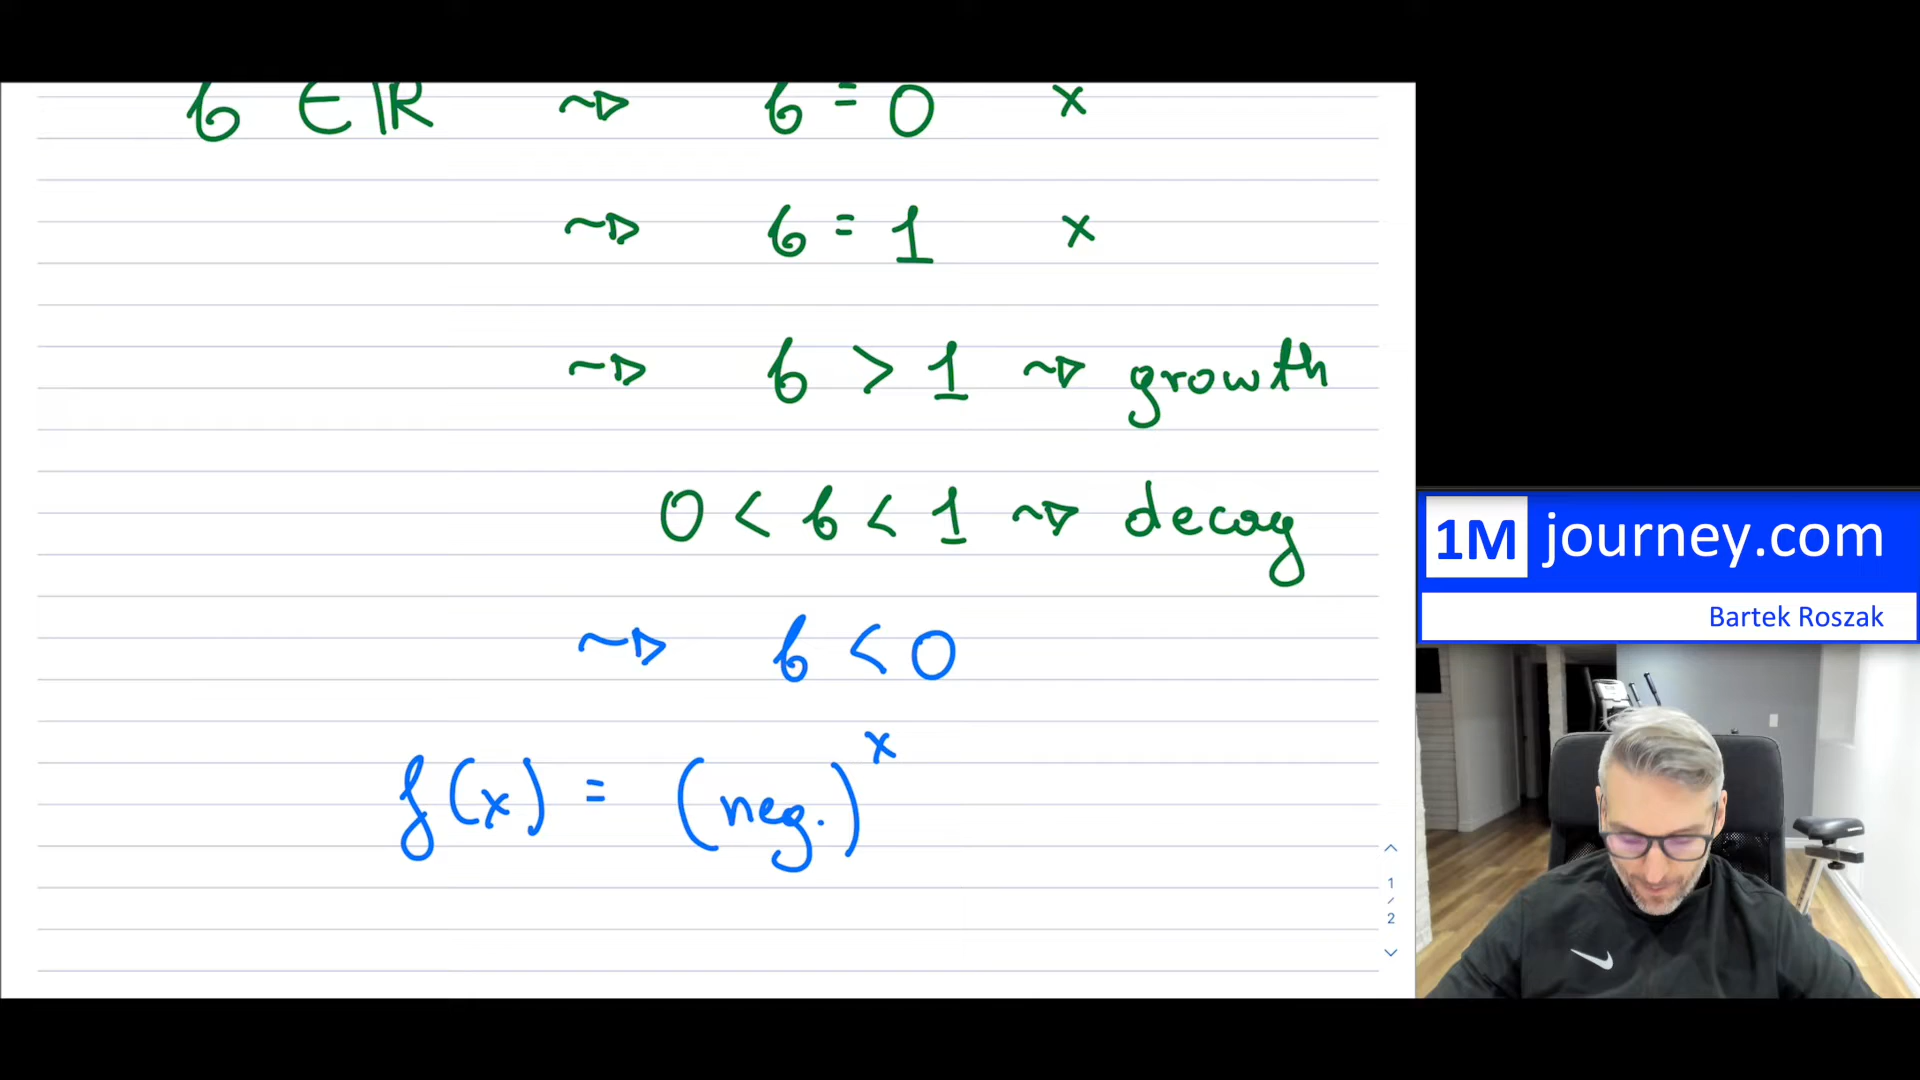 b ∈ ℝ ⇝ b = 0 x
⇝ b = 1 x
⇝ b > 1 ⇝ growth
0 < b < 1 ⇝ decay
⇝ b < 0
f(x) = (neg.)^x
1
/
2
1M journey.com
Bartek Roszak